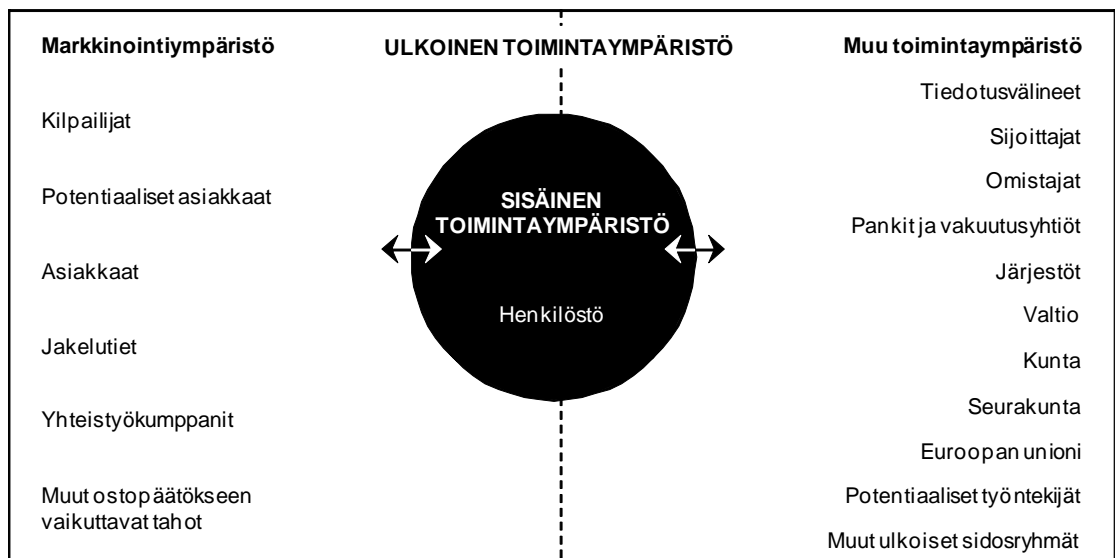 Markkinointiympäristö
Kilpailijat
Potentiaaliset asiakkaat
Asiakkaat
Jakelutiet
Yhteistyökumppanit
Muut ostopäätökseen
vaikuttavat tahot
ULKOINEN TOIMINTAYMPÄRISTÖ
SISÄINEN
TOIMINTAYMPÄRISTÖ
Henkilöstö
Muu toimintaympäristö
Tiedotusvälineet
Sijoittajat
Omistajat
Pankit ja vakuutusyhtiöt
Järjestöt
Valtio
Kunta
Seurakunta
Euroopan unioni
Potentiaaliset työntekijät
Muut ulkoiset sidosryhmät